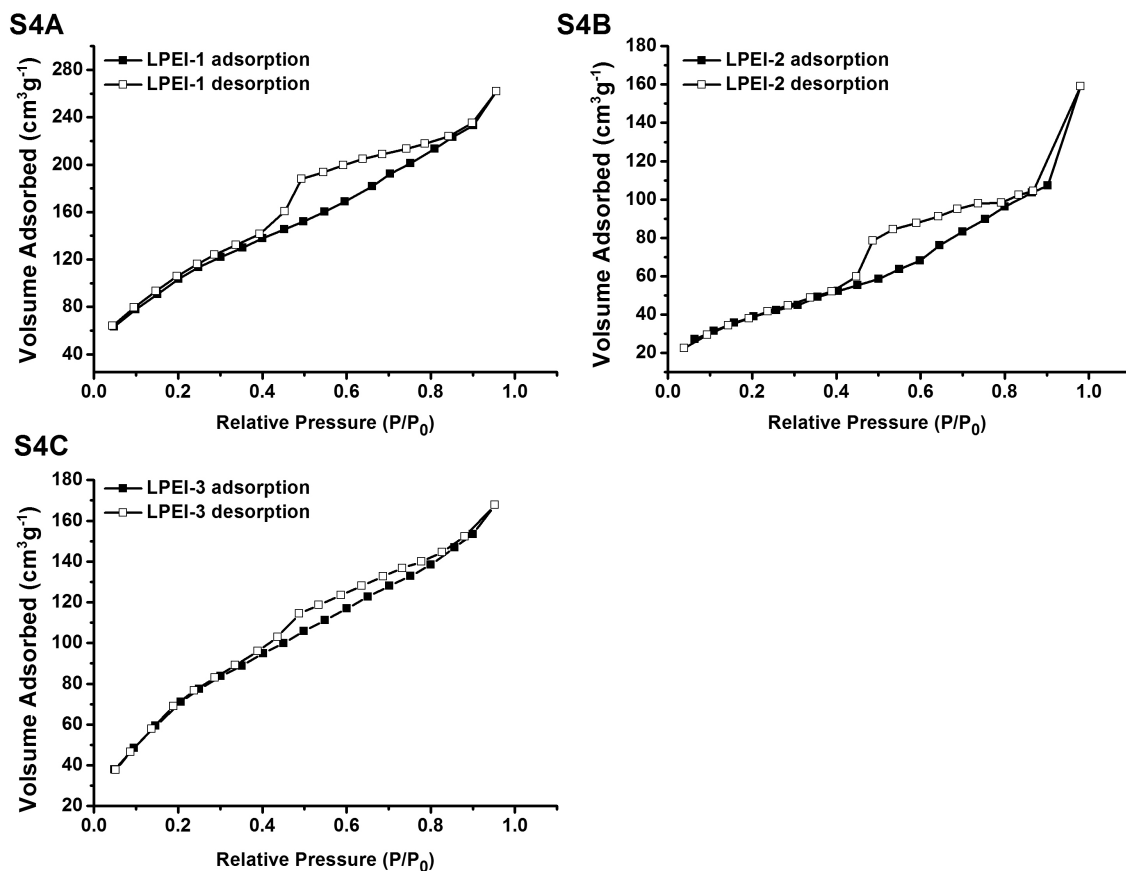 S4A
LPEI-1 adsorption
LPEI-1 desorption
Volsume Adsorbed (cm³g⁻¹)
280
240
200
160
120
80
40
0.0 0.2 0.4 0.6 0.8 1.0
Relative Pressure (P/P₀)
S4B
LPEI-2 adsorption
LPEI-2 desorption
Volsume Adsorbed (cm³g⁻¹)
180
160
140
120
100
80
60
40
20
0.0 0.2 0.4 0.6 0.8 1.0
Relative Pressure (P/P₀)
S4C
LPEI-3 adsorption
LPEI-3 desorption
Volsume Adsorbed (cm³g⁻¹)
180
160
140
120
100
80
60
40
20
0.0 0.2 0.4 0.6 0.8 1.0
Relative Pressure (P/P₀)